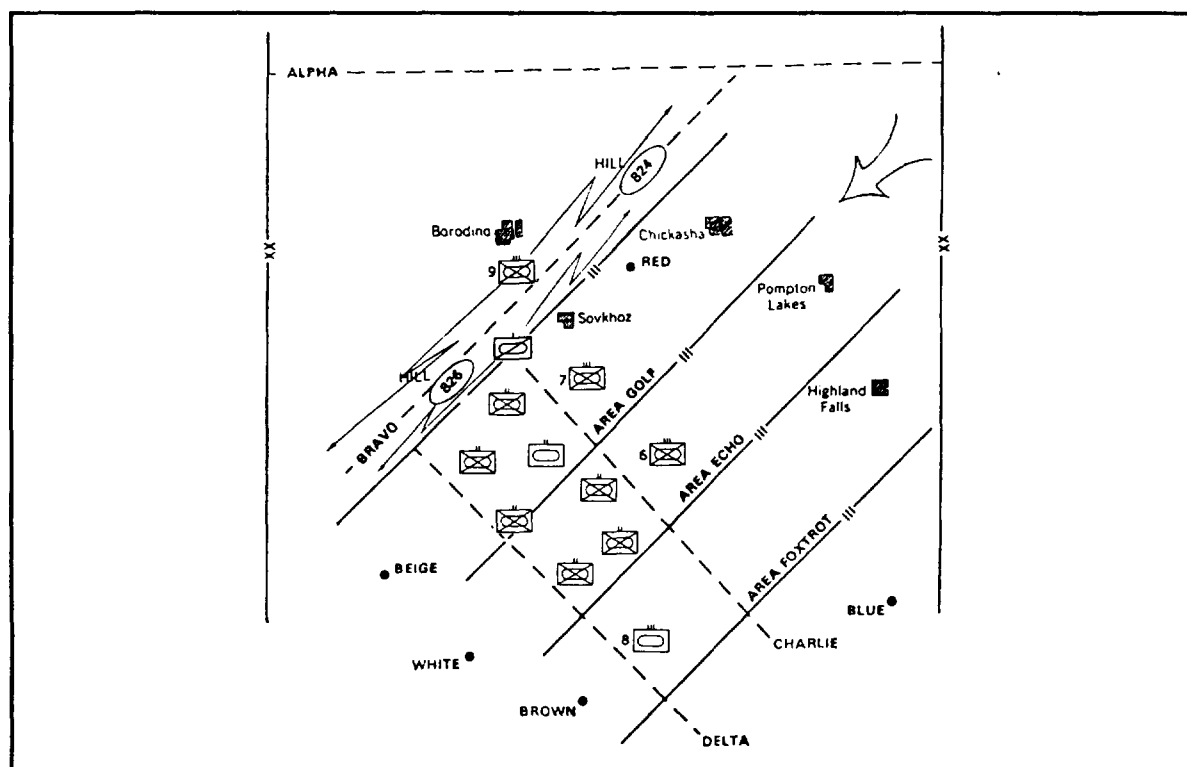 ALPHA
HILL
824
Borodino
Chickasha
XX
XX
RED
9
Pompton
Lakes
Sovkhoz
7
HILL
826
Highland
Falls
AREA GOLF
BRAVO
6
AREA ECHO
AREA FOXTROT
BEIGE
BLUE
8
CHARLIE
WHITE
BROWN
DELTA